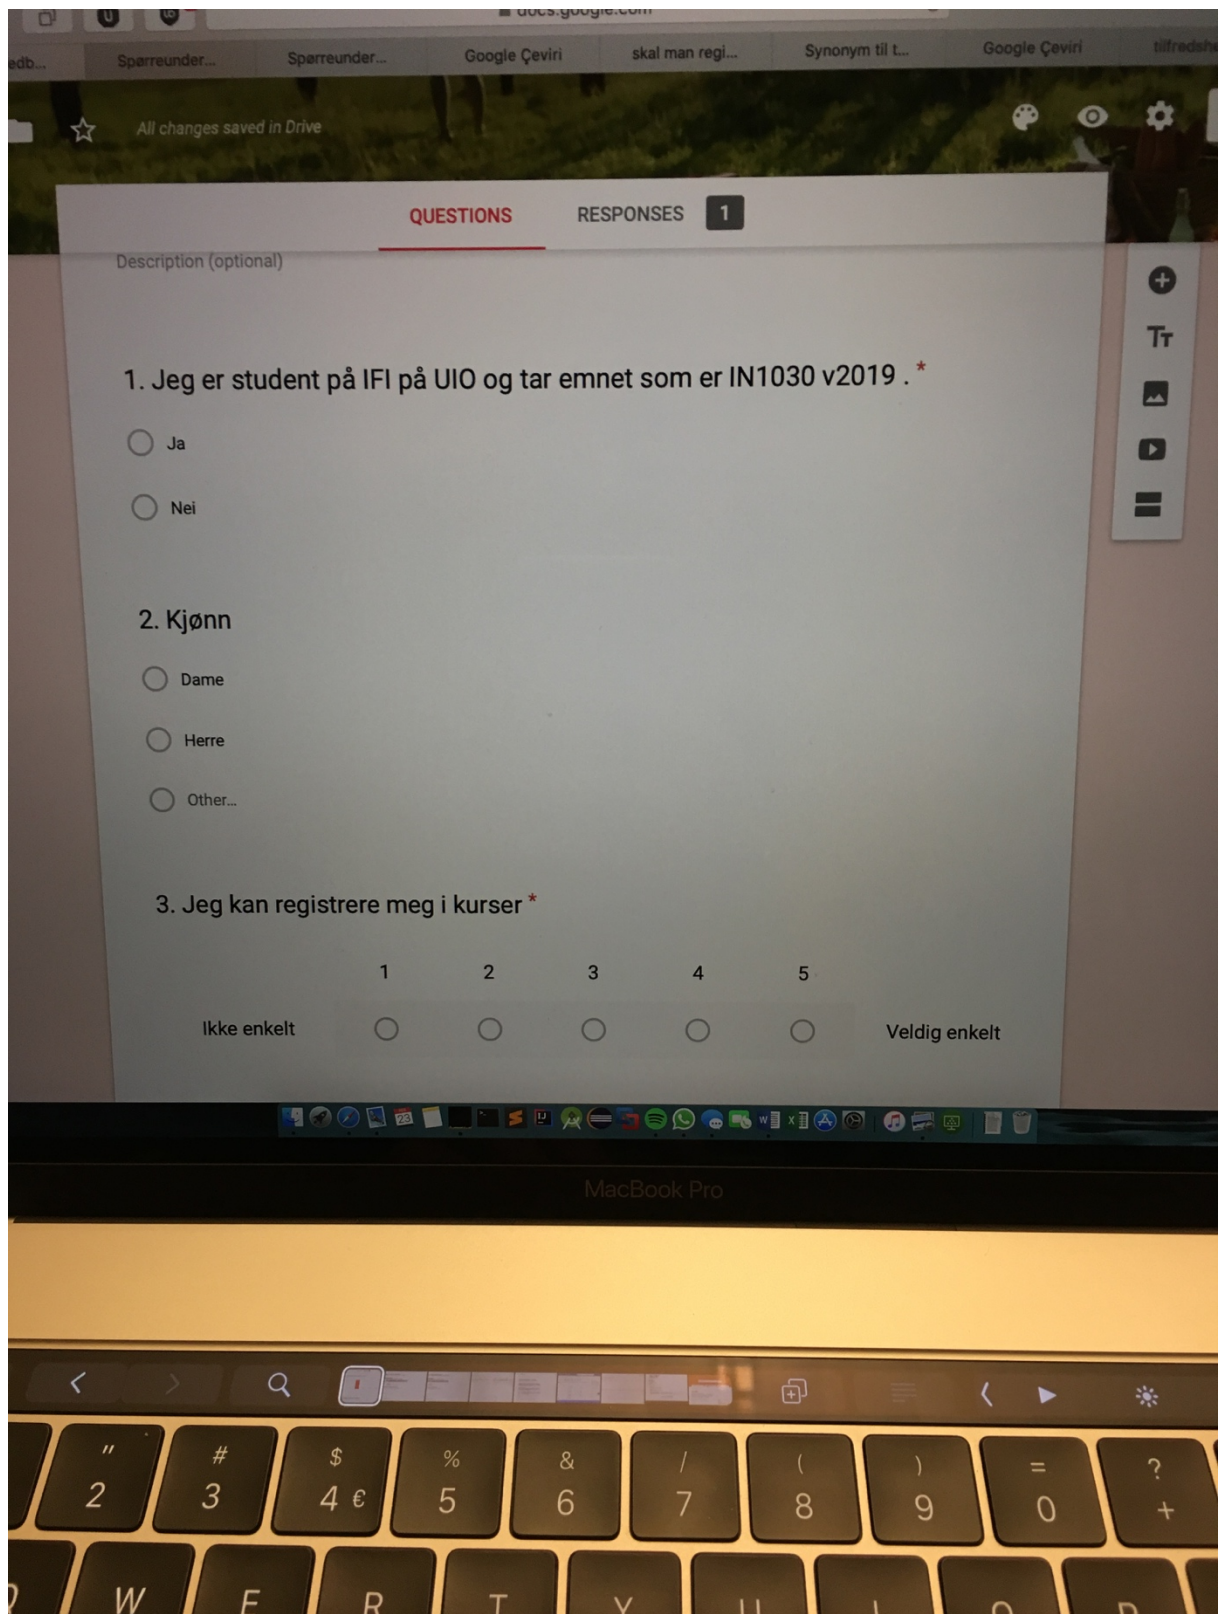 docs.google.com
edb... Spørreunder... Spørreunder... Google Çeviri skal man regi... Synonym til t... Google Çeviri
All changes saved in Drive
QUESTIONS RESPONSES 1
Description (optional)
1. Jeg er student på IFI på UIO og tar emnet som er IN1030 v2019 . *
Ja
Nei
2. Kjønn
Dame
Herre
Other...
3. Jeg kan registrere meg i kurser *
1 2 3 4 5
Ikke enkelt Veldig enkelt
MacBook Pro
" # $ % & / ( ) = ?
2 3 4 € 5 6 7 8 9 0 +
W E R T Y U I O P